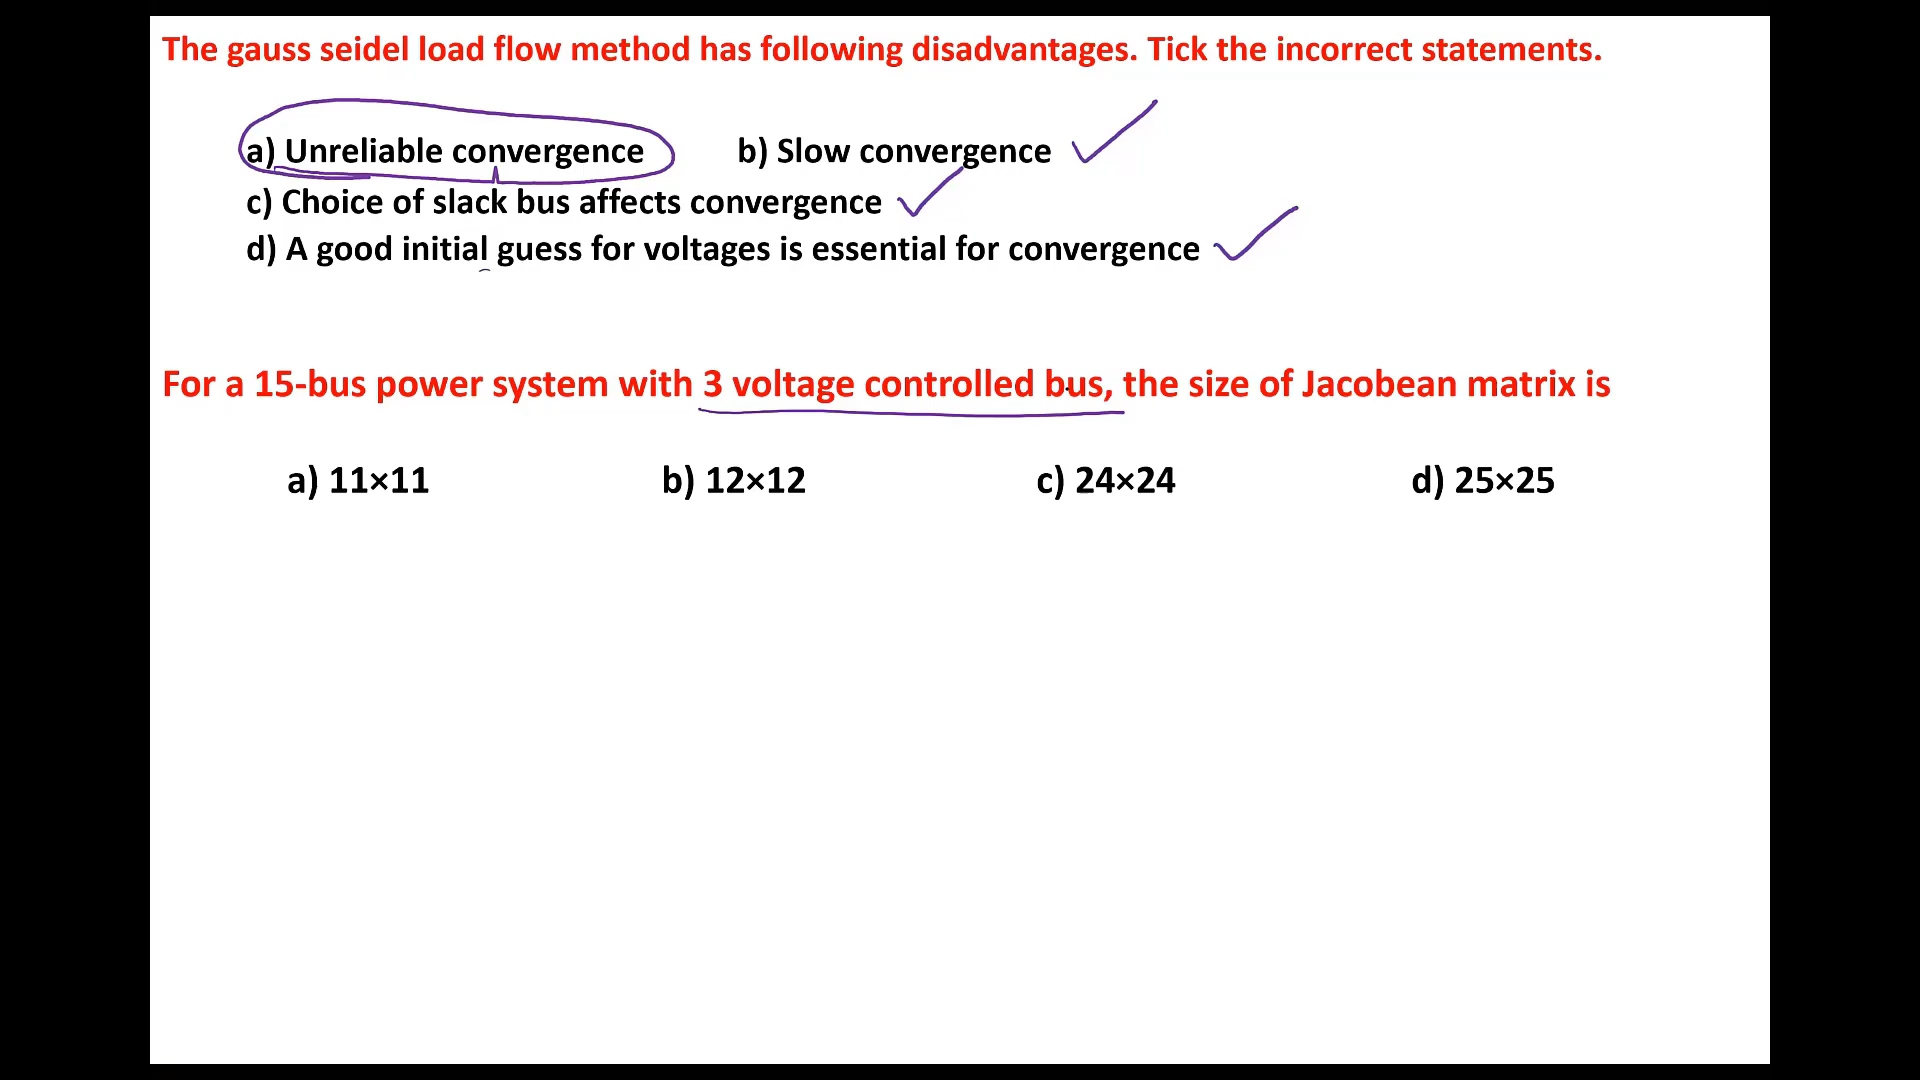 The gauss seidel load flow method has following disadvantages. Tick the incorrect statements.
a) Unreliable convergence b) Slow convergence
c) Choice of slack bus affects convergence
d) A good initial guess for voltages is essential for convergence
For a 15-bus power system with 3 voltage controlled bus, the size of Jacobean matrix is
a) 11×11 b) 12×12 c) 24×24 d) 25×25